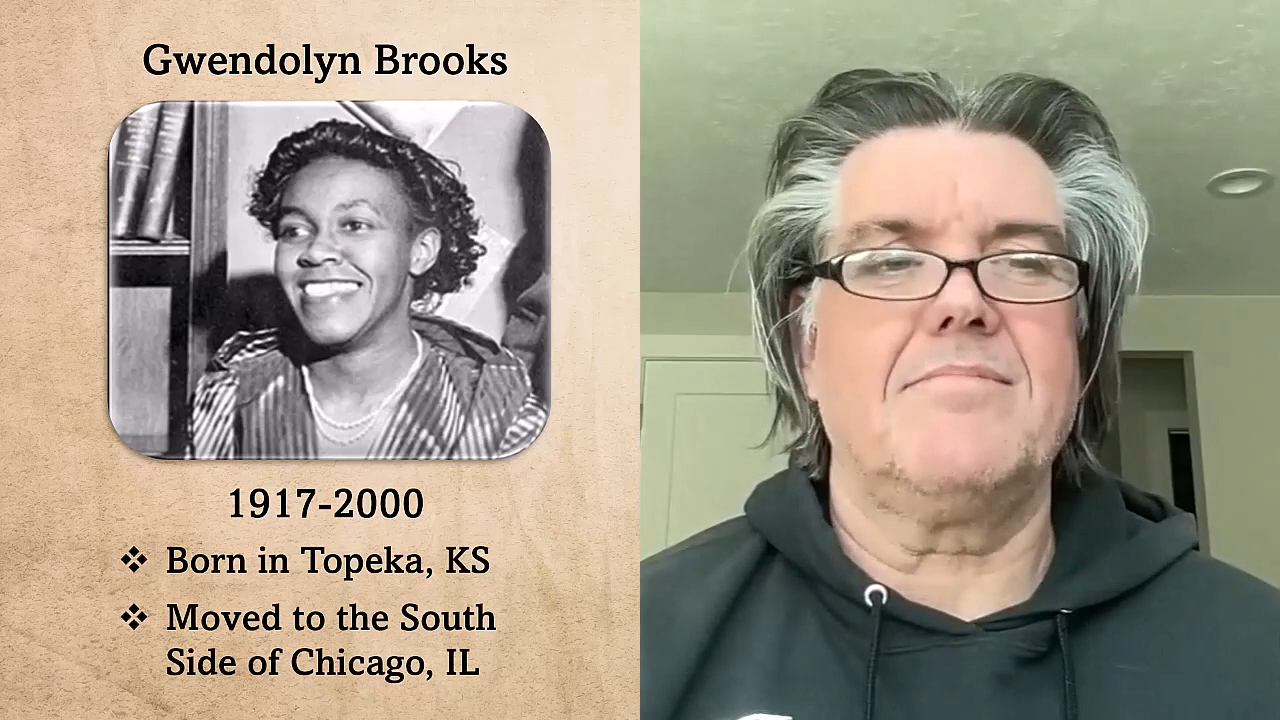 Gwendolyn Brooks
1917-2000
❖ Born in Topeka, KS
❖ Moved to the South
Side of Chicago, IL